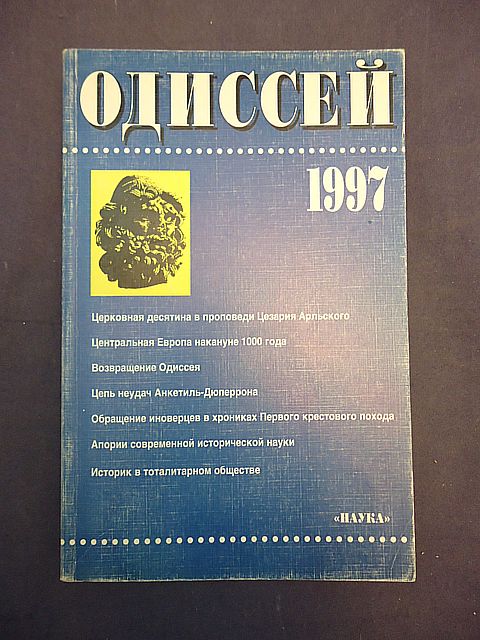 ОДИССЕЙ
1997
Церковная десятина в проповеди Цезария Арльского
Центральная Европа накануне 1000 года
Возвращение Одиссея
Цепь неудач Анкетиль-Дюперрона
Обращение иноверцев в хрониках Первого крестового похода
Апории современной исторической науки
Историк в тоталитарном обществе
«НАУКА»